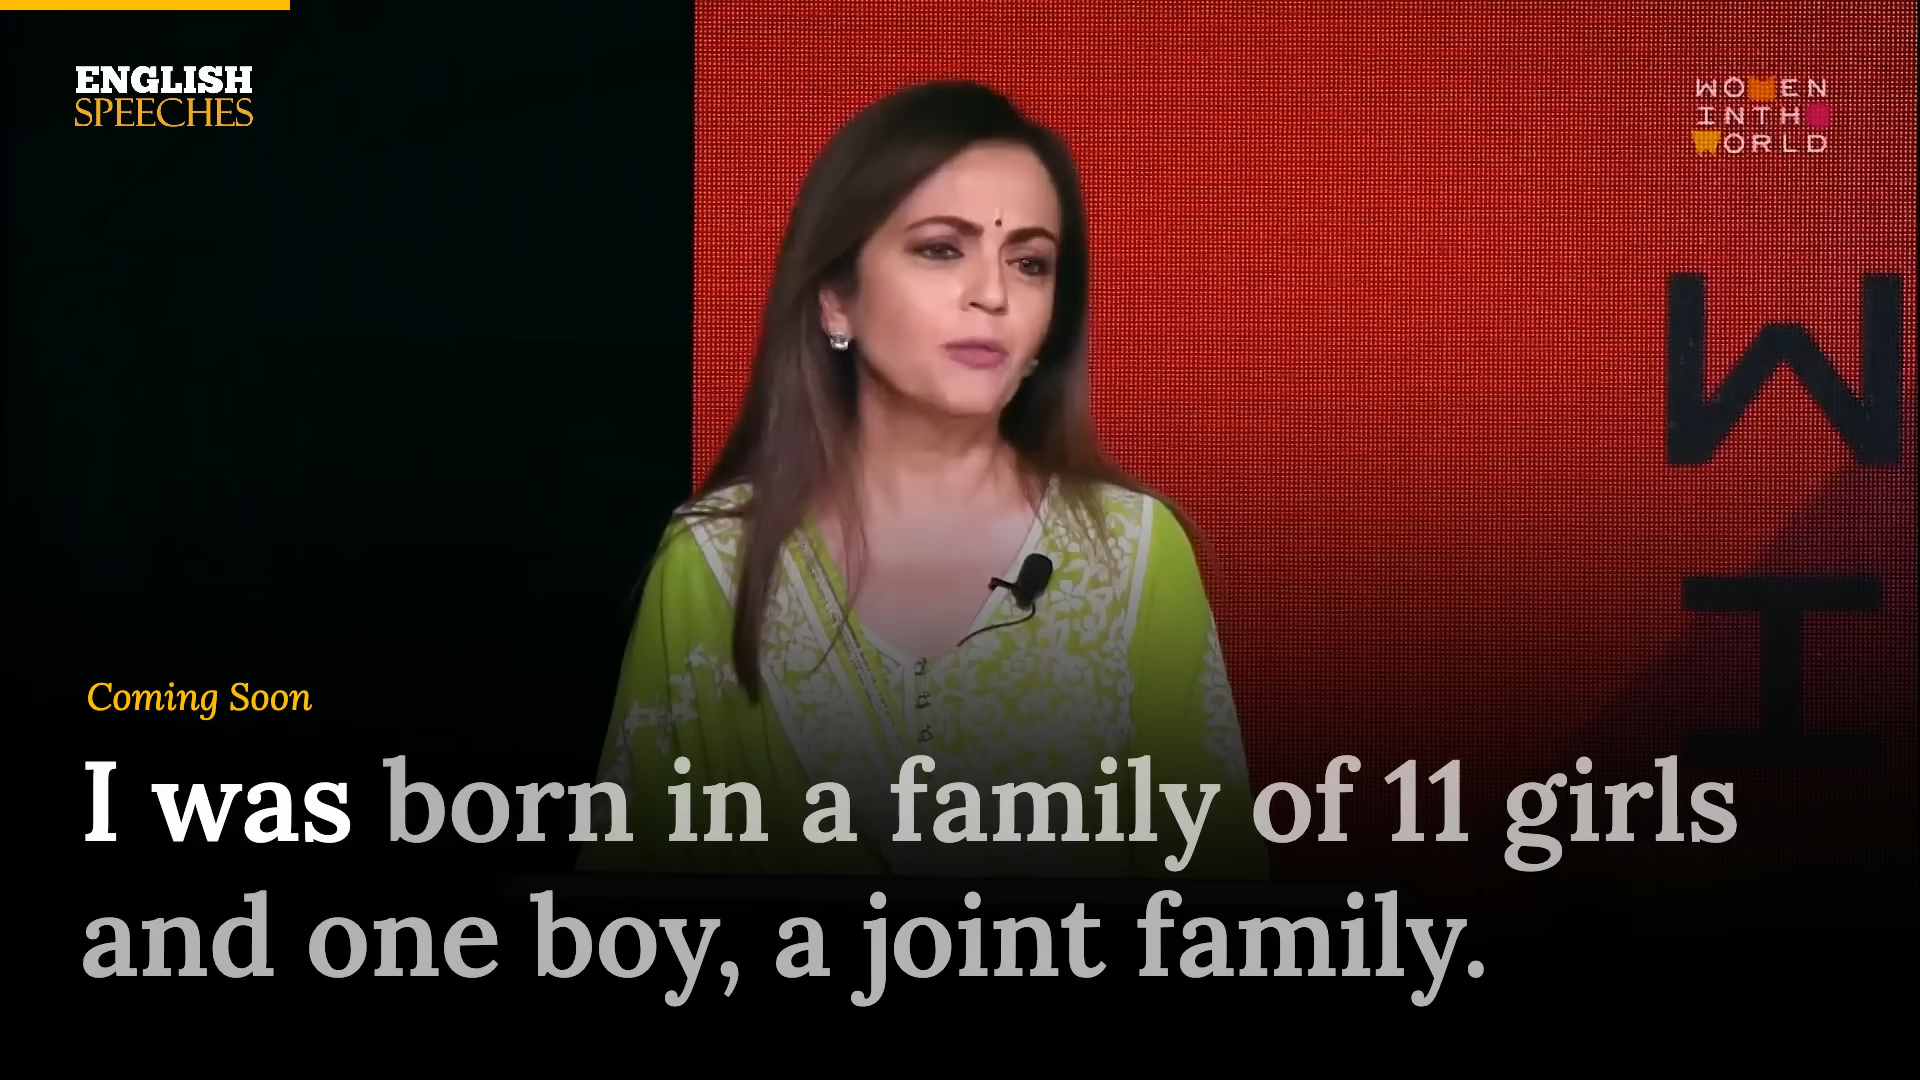 ENGLISH
SPEECHES
WOMEN
IN THE
WORLD
W
I
Coming Soon
I was born in a family of 11 girls
and one boy, a joint family.